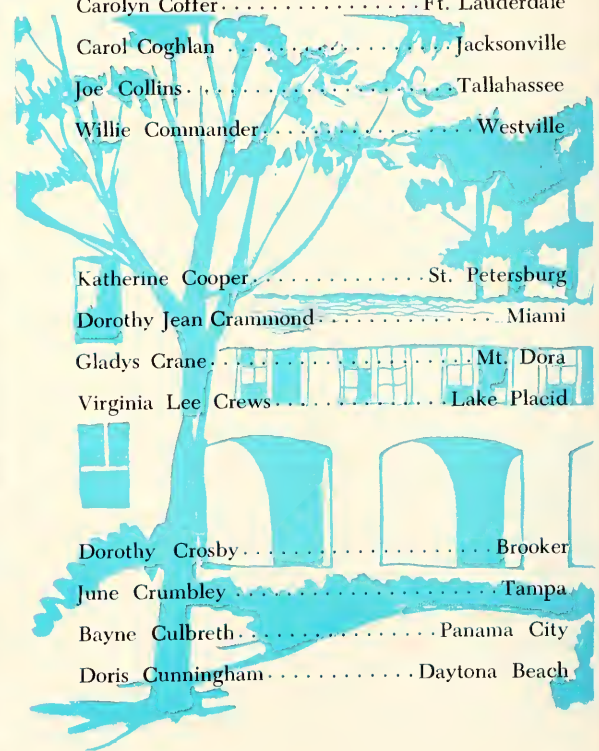 Carolyn Coffer.................Ft. Lauderdale
Carol Coghlan....................Jacksonville
Joe Collins........................Tallahassee
Willie Commander..................Westville
Katherine Cooper...............St. Petersburg
Dorothy Jean Crammond................Miami
Gladys Crane.......................Mt. Dora
Virginia Lee Crews...............Lake Placid
Dorothy Crosby.....................Brooker
June Crumbley.......................Tampa
Bayne Culbreth.................Panama City
Doris Cunningham............Daytona Beach